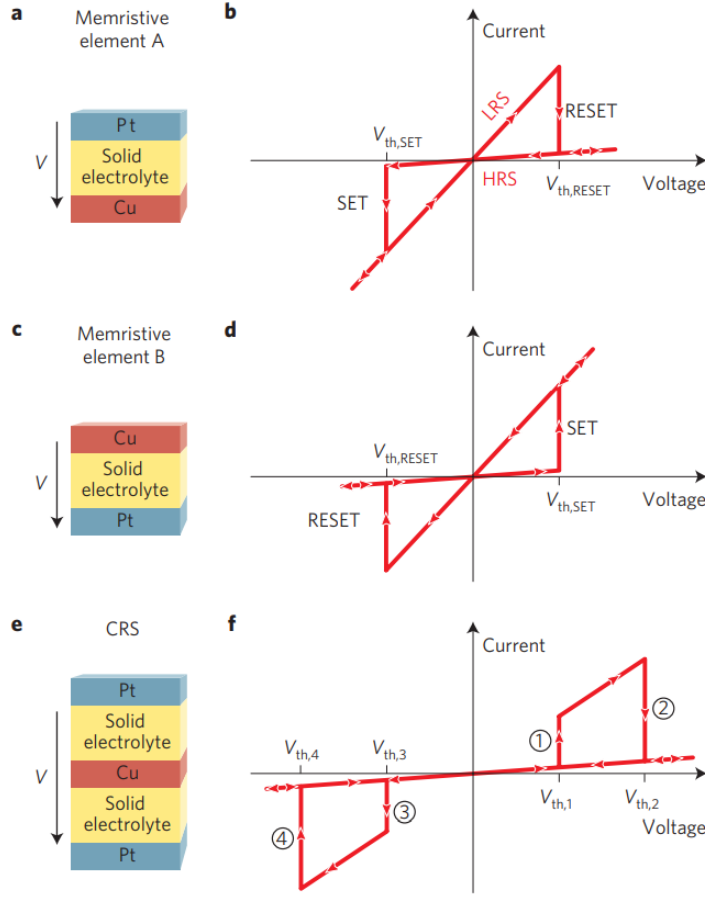 a
Memristive
element A
V
Pt
Solid
electrolyte
Cu
b
Current
LRS
RESET
V th,SET
HRS
V th,RESET
Voltage
SET
c
Memristive
element B
V
Cu
Solid
electrolyte
Pt
d
Current
SET
V th,RESET
Voltage
V th,SET
RESET
e
CRS
V
Pt
Solid
electrolyte
Cu
Solid
electrolyte
Pt
f
Current
②
①
V th,4
V th,3
V th,1
V th,2
③
Voltage
④